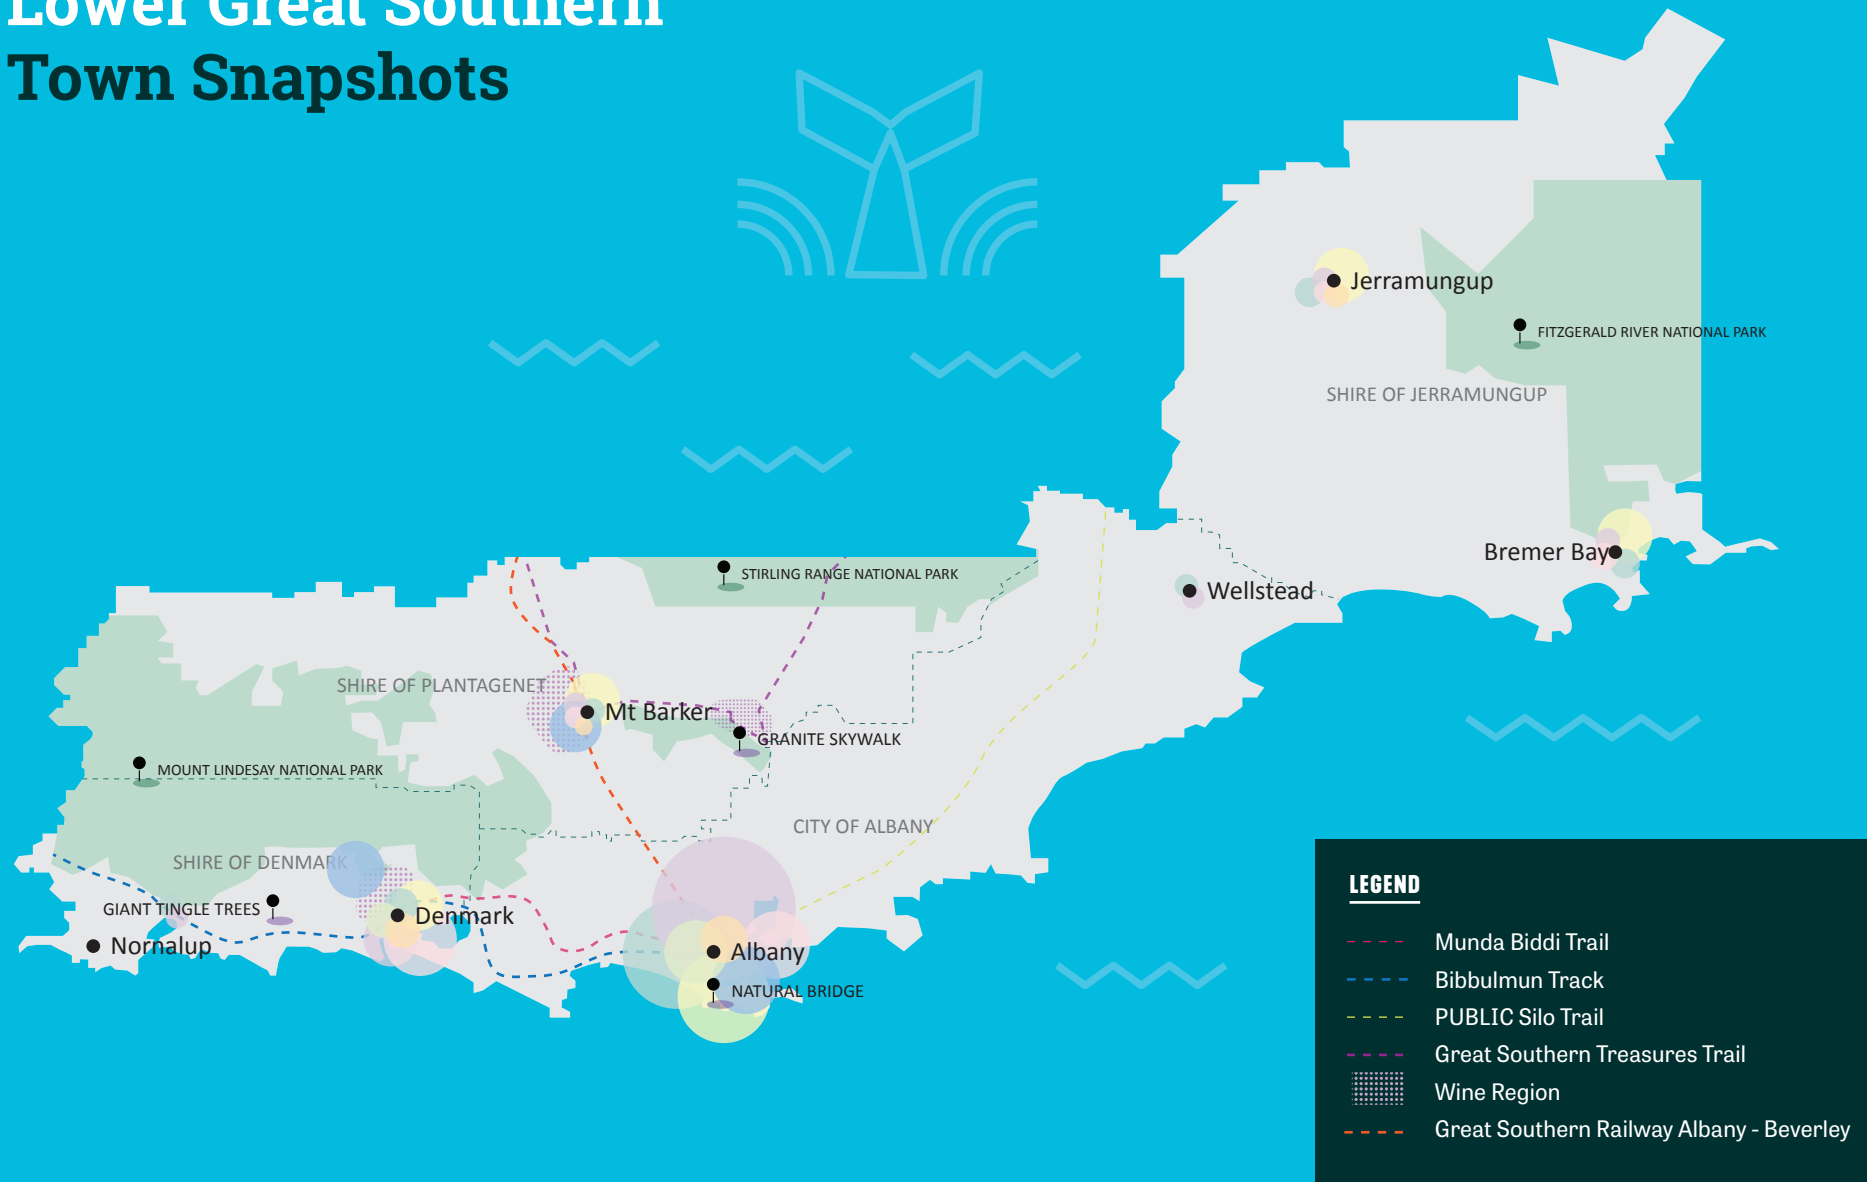 Lower Great Southern
Town Snapshots
Jerramungup
FITZGERALD RIVER NATIONAL PARK
SHIRE OF JERRAMUNGUP
Bremer Bay
STIRLING RANGE NATIONAL PARK
Wellstead
SHIRE OF PLANTAGENET
Mt Barker
GRANITE SKYWALK
MOUNT LINDESAY NATIONAL PARK
CITY OF ALBANY
SHIRE OF DENMARK
GIANT TINGLE TREES
Denmark
Nornalup
Albany
NATURAL BRIDGE
LEGEND
Munda Biddi Trail
Bibbulmun Track
PUBLIC Silo Trail
Great Southern Treasures Trail
Wine Region
Great Southern Railway Albany - Beverley